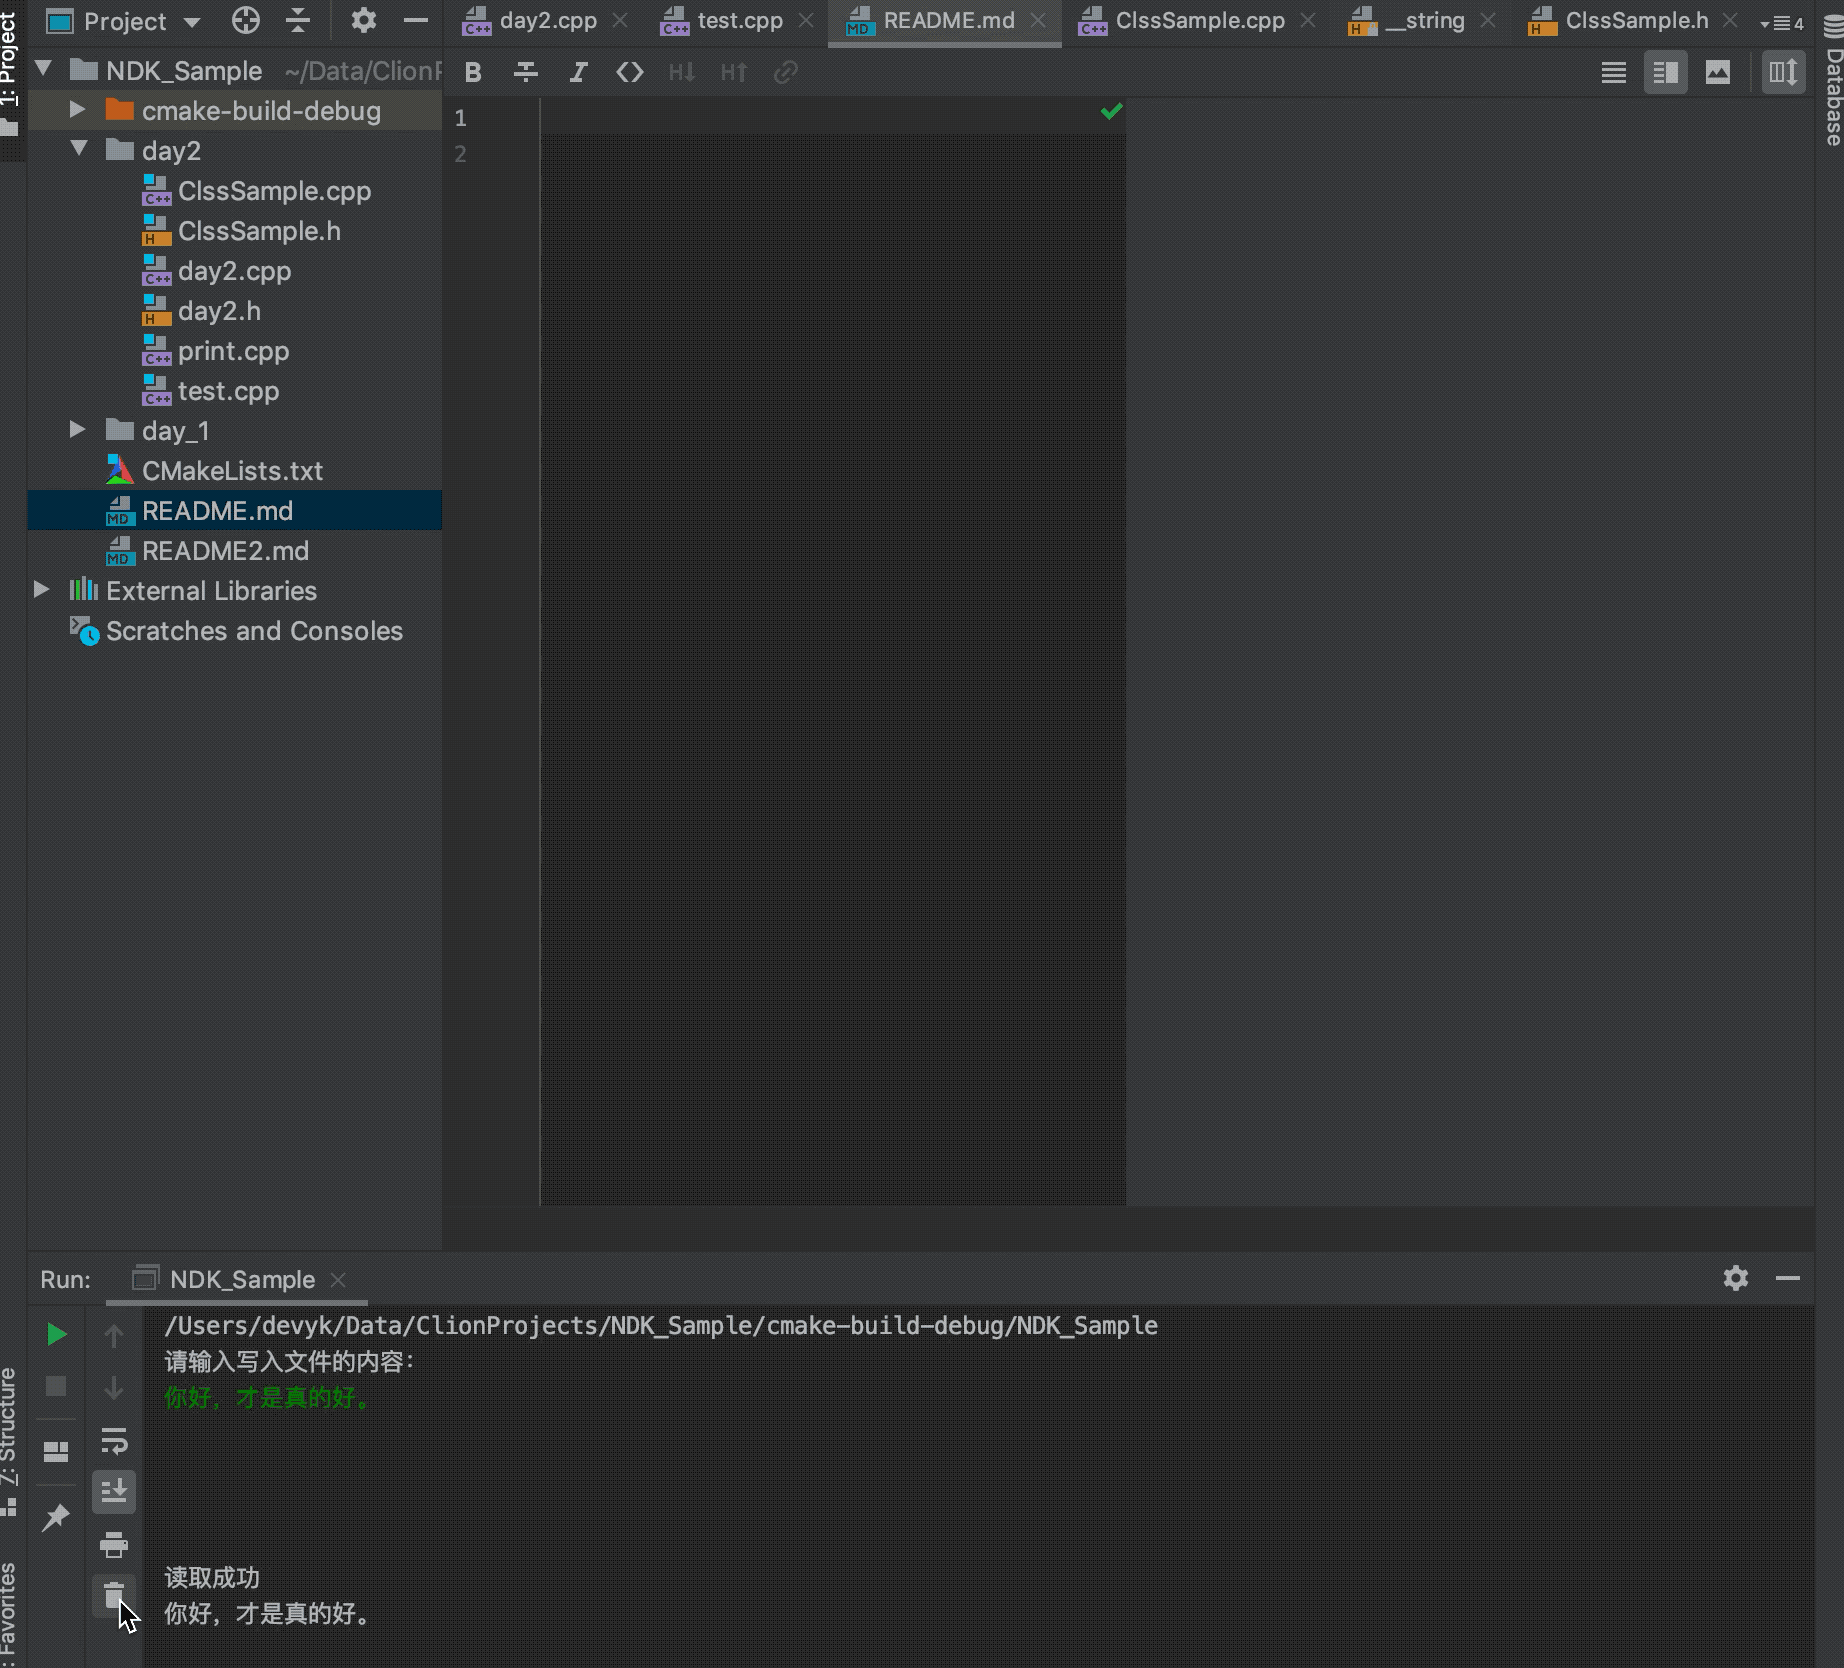 Project
day2.cpp
test.cpp
README.md
ClssSample.cpp
__string
ClssSample.h
4
1: Project
NDK_Sample ~/Data/ClionP
B I <> H↓ H↑
Database
cmake-build-debug
day2
ClssSample.cpp
ClssSample.h
day2.cpp
day2.h
print.cpp
test.cpp
day_1
CMakeLists.txt
README.md
README2.md
External Libraries
Scratches and Consoles
1
2
Run: NDK_Sample
/Users/devyk/Data/ClionProjects/NDK_Sample/cmake-build-debug/NDK_Sample
请输入写入文件的内容:
你好，才是真的好。
读取成功
你好，才是真的好。
7: Structure
Favorites